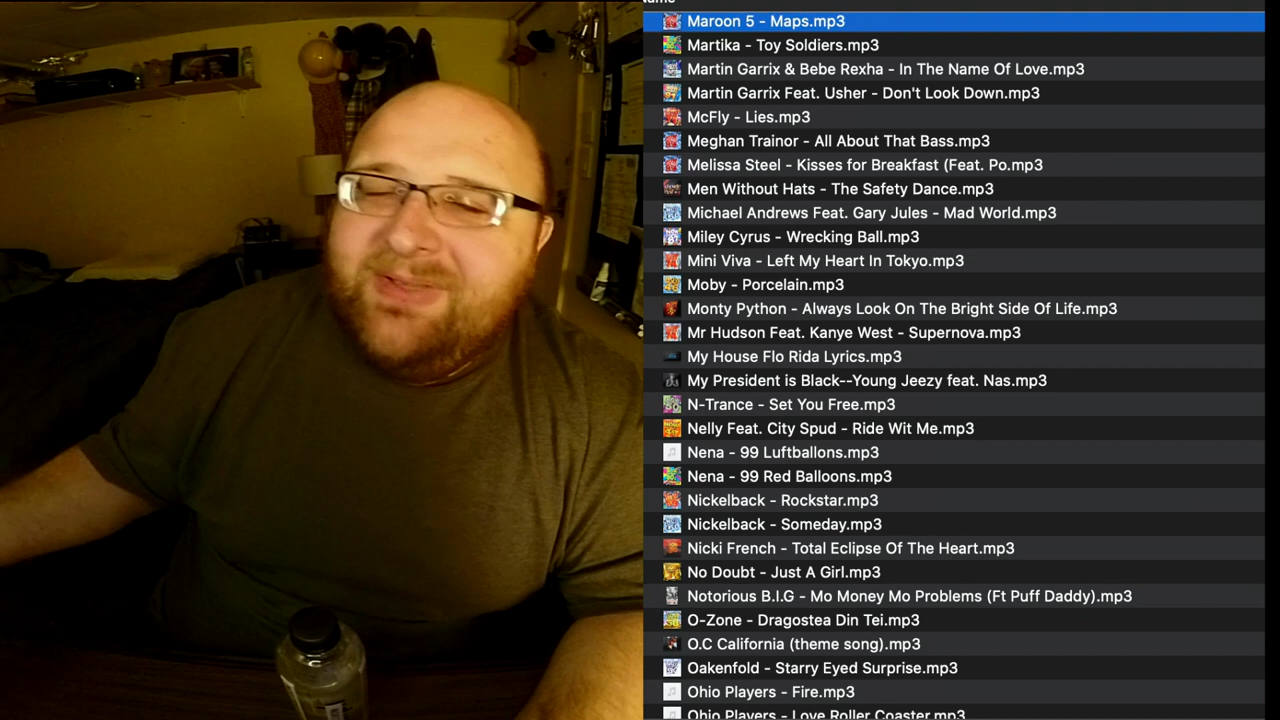 Name
Maroon 5 - Maps.mp3
Martika - Toy Soldiers.mp3
Martin Garrix & Bebe Rexha - In The Name Of Love.mp3
Martin Garrix Feat. Usher - Don't Look Down.mp3
McFly - Lies.mp3
Meghan Trainor - All About That Bass.mp3
Melissa Steel - Kisses for Breakfast (Feat. Po.mp3
Men Without Hats - The Safety Dance.mp3
Michael Andrews Feat. Gary Jules - Mad World.mp3
Miley Cyrus - Wrecking Ball.mp3
Mini Viva - Left My Heart In Tokyo.mp3
Moby - Porcelain.mp3
Monty Python - Always Look On The Bright Side Of Life.mp3
Mr Hudson Feat. Kanye West - Supernova.mp3
My House Flo Rida Lyrics.mp3
My President is Black--Young Jeezy feat. Nas.mp3
N-Trance - Set You Free.mp3
Nelly Feat. City Spud - Ride Wit Me.mp3
Nena - 99 Luftballons.mp3
Nena - 99 Red Balloons.mp3
Nickelback - Rockstar.mp3
Nickelback - Someday.mp3
Nicki French - Total Eclipse Of The Heart.mp3
No Doubt - Just A Girl.mp3
Notorious B.I.G - Mo Money Mo Problems (Ft Puff Daddy).mp3
O-Zone - Dragostea Din Tei.mp3
O.C California (theme song).mp3
Oakenfold - Starry Eyed Surprise.mp3
Ohio Players - Fire.mp3
Ohio Players - Love Roller Coaster.mp3